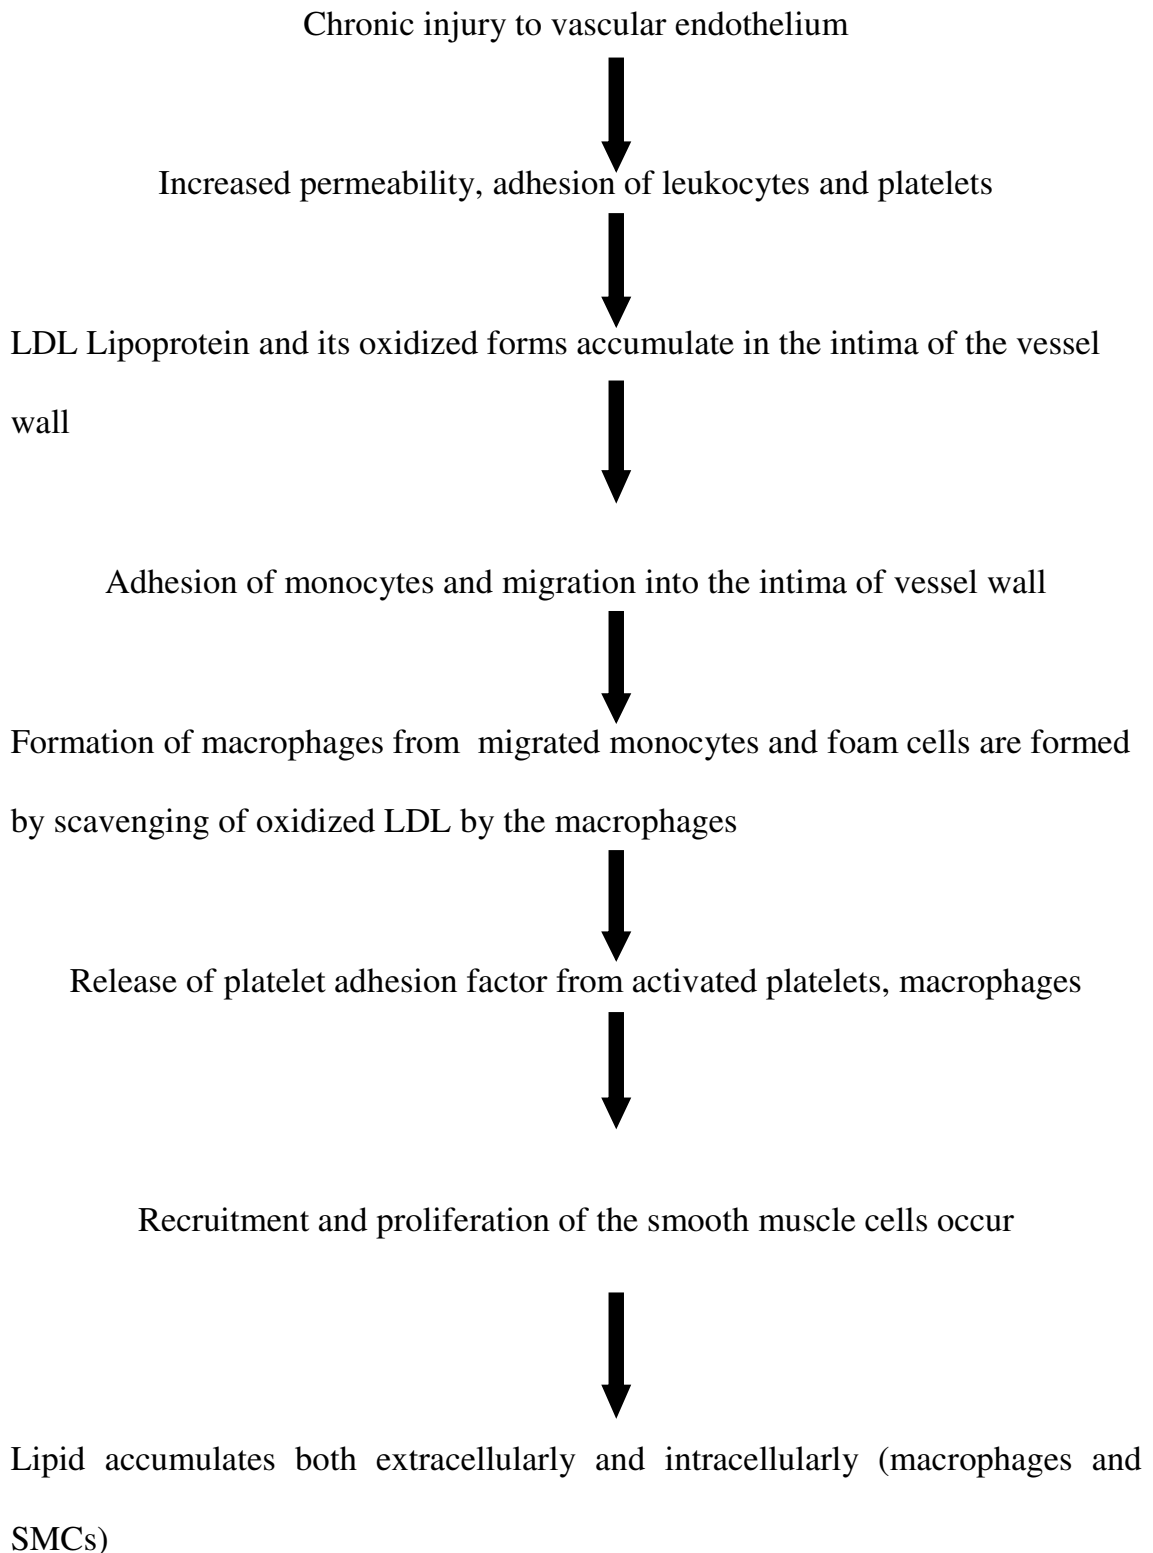 Chronic injury to vascular endothelium
Increased permeability, adhesion of leukocytes and platelets
LDL Lipoprotein and its oxidized forms accumulate in the intima of the vessel
wall
Adhesion of monocytes and migration into the intima of vessel wall
Formation of macrophages from  migrated monocytes and foam cells are formed
by scavenging of oxidized LDL by the macrophages
Release of platelet adhesion factor from activated platelets, macrophages
Recruitment and proliferation of the smooth muscle cells occur
Lipid accumulates both extracellularly and intracellularly (macrophages and
SMCs)